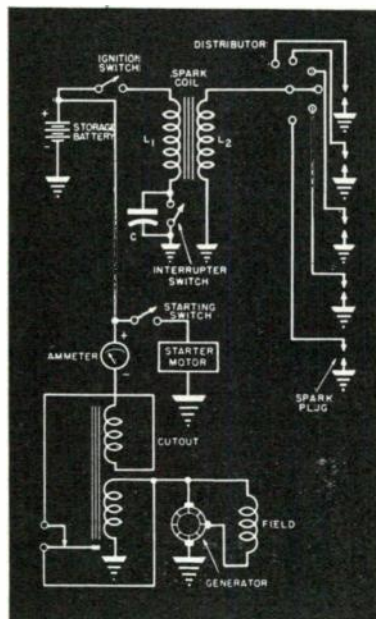 DISTRIBUTOR
IGNITION
SWITCH
SPARK
COIL
+
STORAGE
BATTERY
-
L1
L2
C
INTERRUPTER
SWITCH
STARTING
SWITCH
+
AMMETER
-
STARTER
MOTOR
SPARK
PLUG
CUTOUT
FIELD
GENERATOR